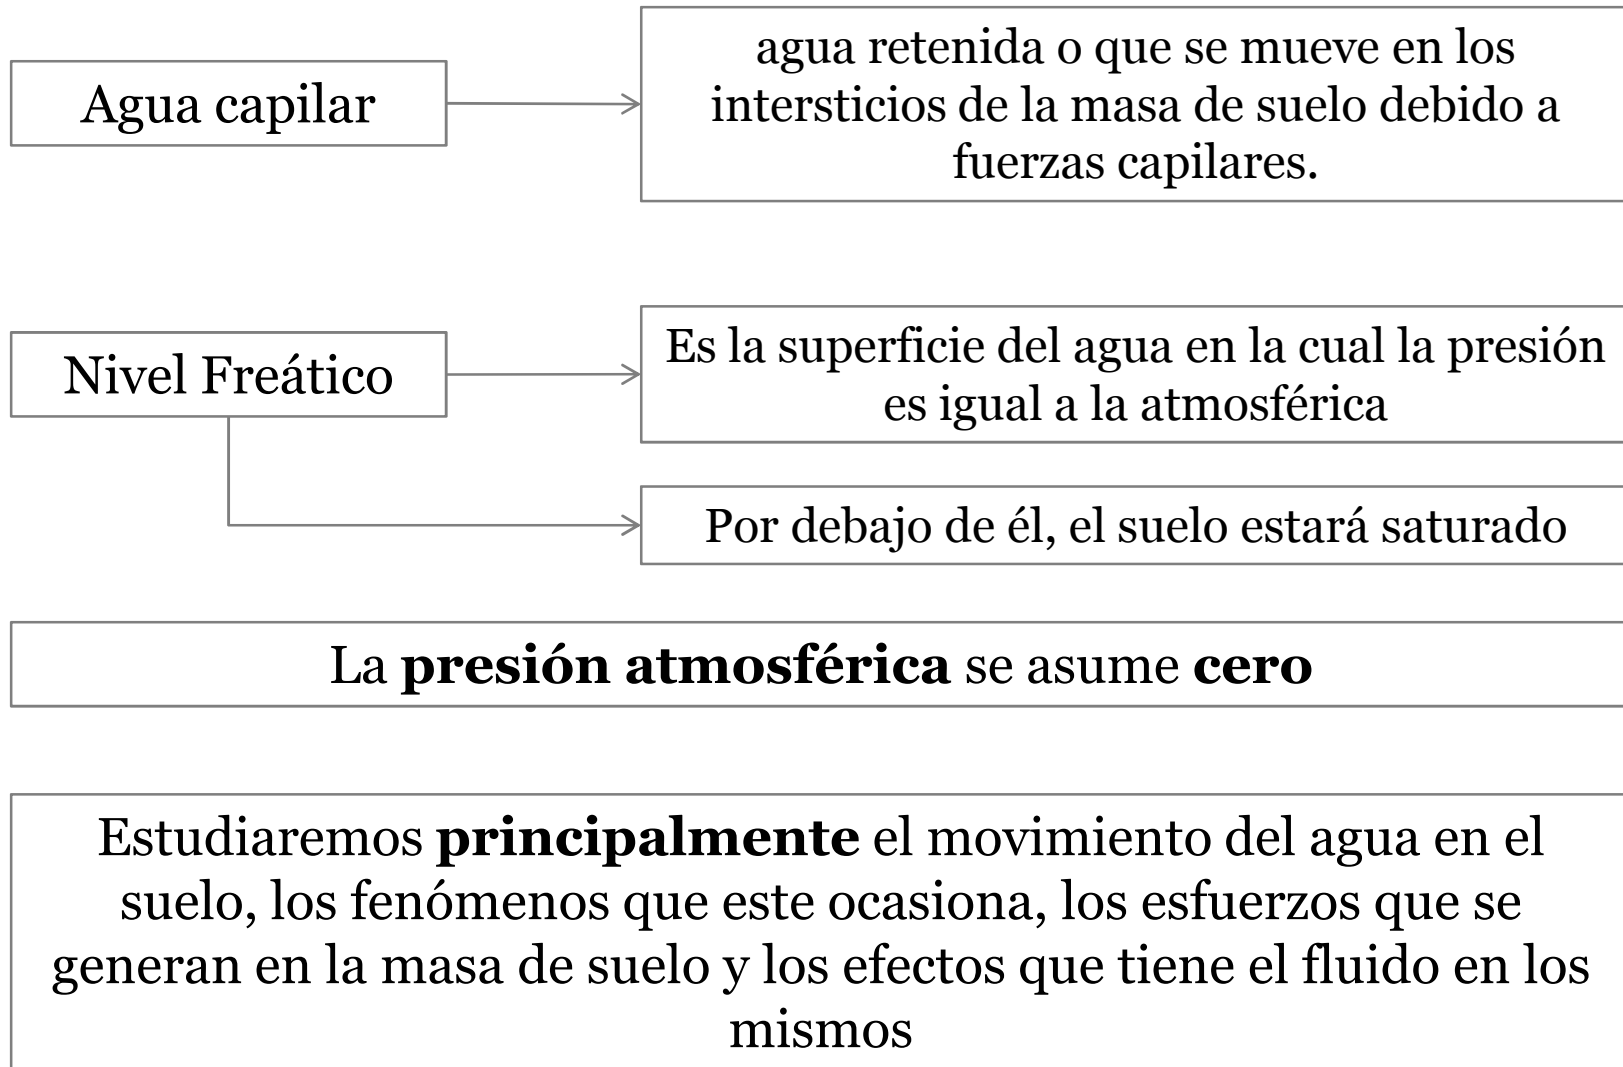 Agua capilar
agua retenida o que se mueve en los
intersticios de la masa de suelo debido a
fuerzas capilares.
Nivel Freático
Es la superficie del agua en la cual la presión
es igual a la atmosférica
Por debajo de él, el suelo estará saturado
La presión atmosférica se asume cero
Estudiaremos principalmente el movimiento del agua en el
suelo, los fenómenos que este ocasiona, los esfuerzos que se
generan en la masa de suelo y los efectos que tiene el fluido en los
mismos